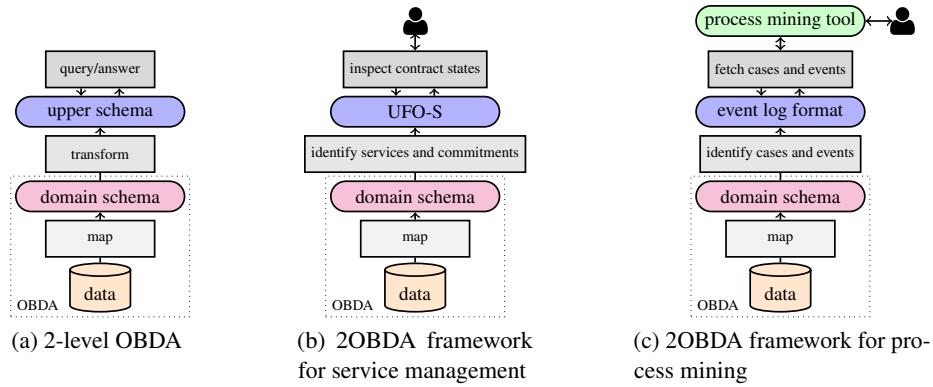 query/answer
upper schema
transform
domain schema
map
data
OBDA
(a) 2-level OBDA
inspect contract states
UFO-S
identify services and commitments
domain schema
map
data
OBDA
(b) 2OBDA framework
for service management
process mining tool
fetch cases and events
event log format
identify cases and events
domain schema
map
data
OBDA
(c) 2OBDA framework for pro-
cess mining